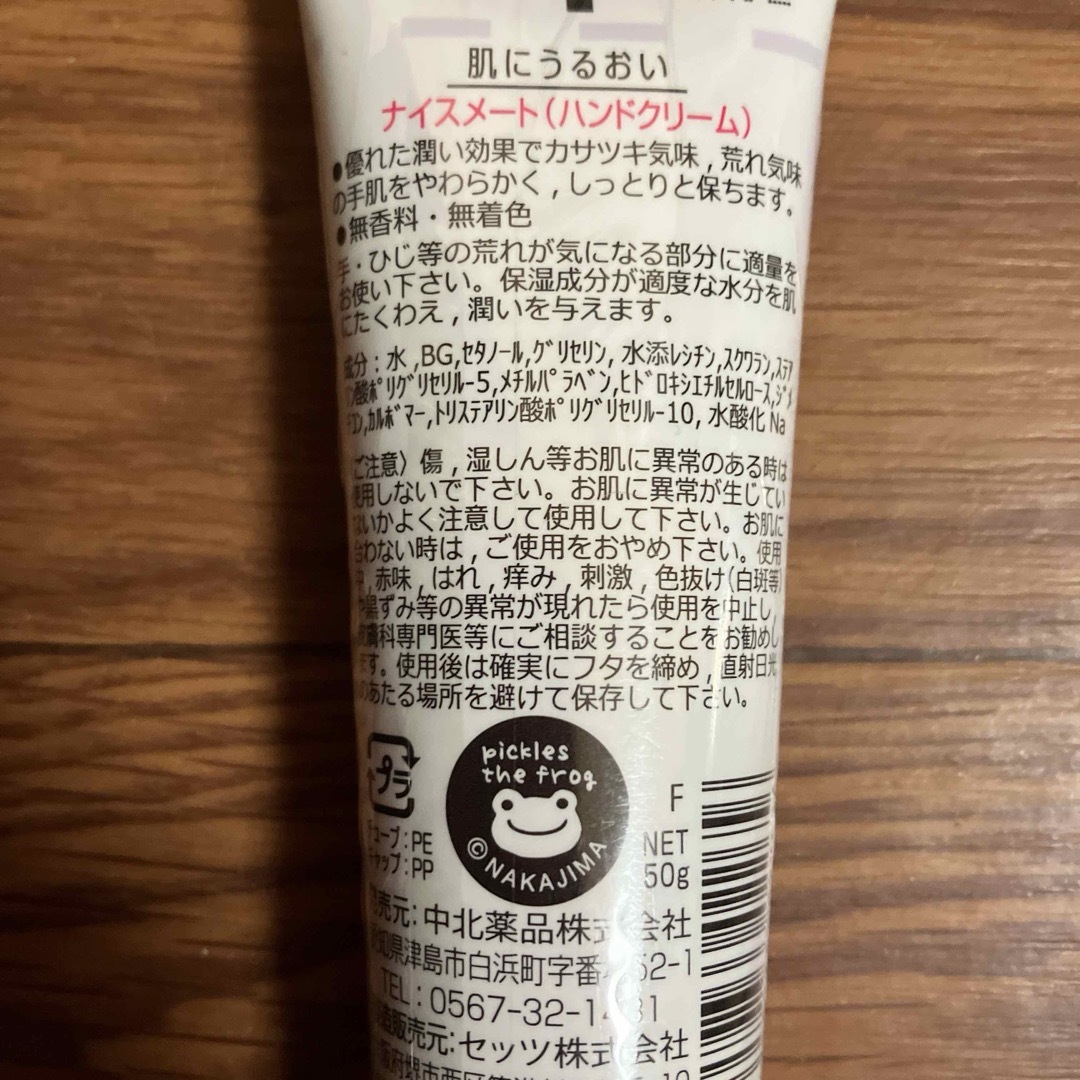 肌にうるおい
ナイスメート(ハンドクリーム)
●優れた潤い効果でカサツキ気味,荒れ気味
の手肌をやわらかく,しっとりと保ちます。
●無香料・無着色
手・ひじ等の荒れが気になる部分に適量を
お使い下さい。保湿成分が適度な水分を肌
にたくわえ,潤いを与えます。
成分:水,BG,セタノール,グリセリン,水添レシチン,スクワラン,ステア
リン酸ポリグリセリル-5,メチルパラベン,ヒドロキシエチルセルロース,ジメ
チコン,カルボマー,トリステアリン酸ポリグリセリル-10,水酸化Na
ご注意〉傷,湿しん等お肌に異常のある時は
使用しないで下さい。お肌に異常が生じてい
ないかよく注意して使用して下さい。お肌に
合わない時は,ご使用をおやめ下さい。使用
中,赤味,はれ,痒み,刺激,色抜け(白斑等)
や黒ずみ等の異常が現れたら使用を中止し,
皮膚科専門医等にご相談することをお勧めし
ます。使用後は確実にフタを締め,直射日光
のあたる場所を避けて保存して下さい。
プラ
チューブ:PE
キャップ:PP
pickles
the frog
©NAKAJIMA
F
NET
50g
発売元:中北薬品株式会社
愛知県津島市白浜町字番
52-1
TEL:0567-32-1
31
製造販売元:セッツ株式会社